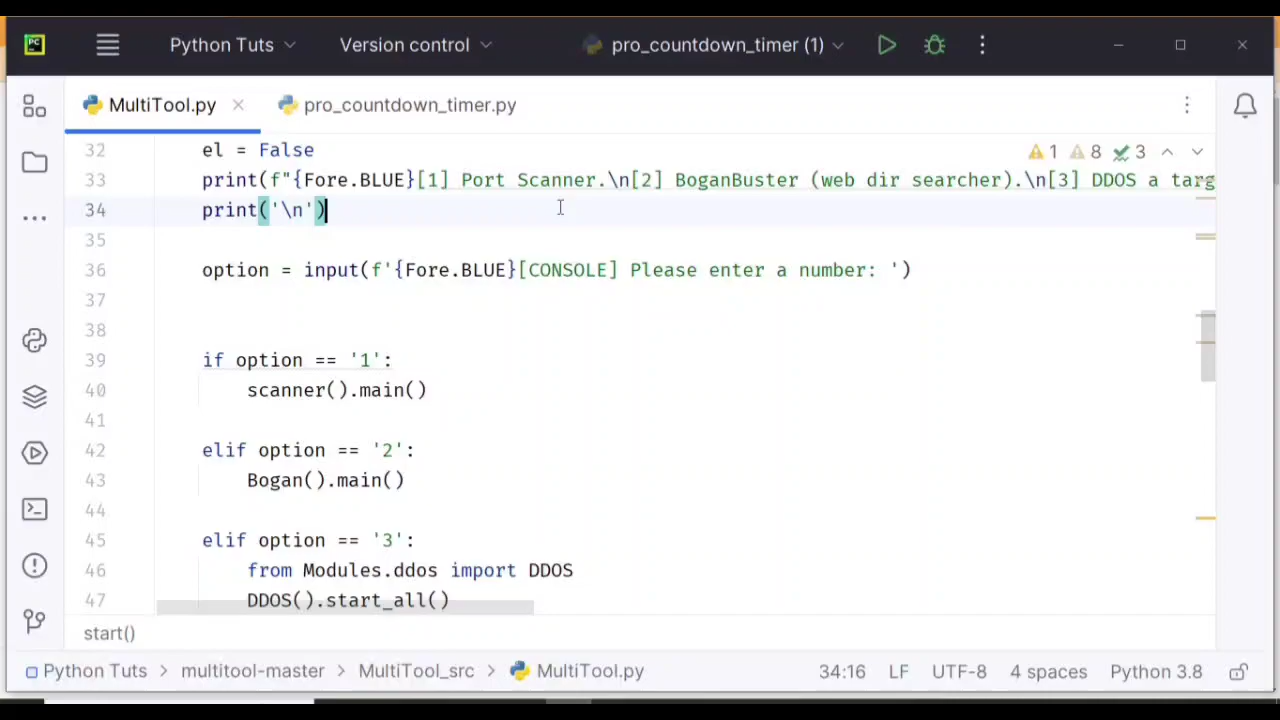 PC Python Tuts Version control pro_countdown_timer (1)
MultiTool.py pro_countdown_timer.py
32 el = False
1 8 3
33 print(f"{Fore.BLUE}[1] Port Scanner.\n[2] BoganBuster (web dir searcher).\n[3] DDOS a targ
34 print('\n')
35
36 option = input(f'{Fore.BLUE}[CONSOLE] Please enter a number: ')
37
38
39 if option == '1':
40 scanner().main()
41
42 elif option == '2':
43 Bogan().main()
44
45 elif option == '3':
46 from Modules.ddos import DDOS
47 DDOS().start_all()
start()
Python Tuts > multitool-master > MultiTool_src > MultiTool.py 34:16 LF UTF-8 4 spaces Python 3.8